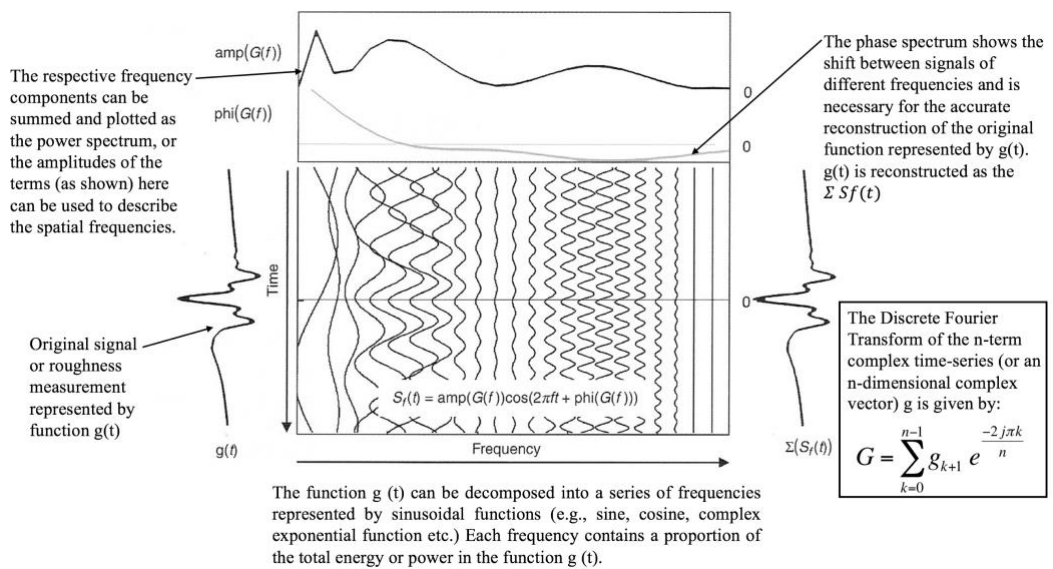 amp(G(f))
The respective frequency
components can be
summed and plotted as
the power spectrum, or
the amplitudes of the
terms (as shown) here
can be used to describe
the spatial frequencies.
phi(G(f))
0
0
The phase spectrum shows the
shift between signals of
different frequencies and is
necessary for the accurate
reconstruction of the original
function represented by g(t).
g(t) is reconstructed as the
Σ Sf(t)
Time
0
Original signal
or roughness
measurement
represented by
function g(t)
g(t)
S_f(t) = amp(G(f))cos(2πft + phi(G(f)))
Frequency
Σ(S_f(t))
The Discrete Fourier
Transform of the n-term
complex time-series (or an
n-dimensional complex
vector) g is given by:
G = \sum_{k=0}^{n-1} g_{k+1} e^{\frac{-2jπk}{n}}
The function g (t) can be decomposed into a series of frequencies
represented by sinusoidal functions (e.g., sine, cosine, complex
exponential function etc.) Each frequency contains a proportion of
the total energy or power in the function g (t).